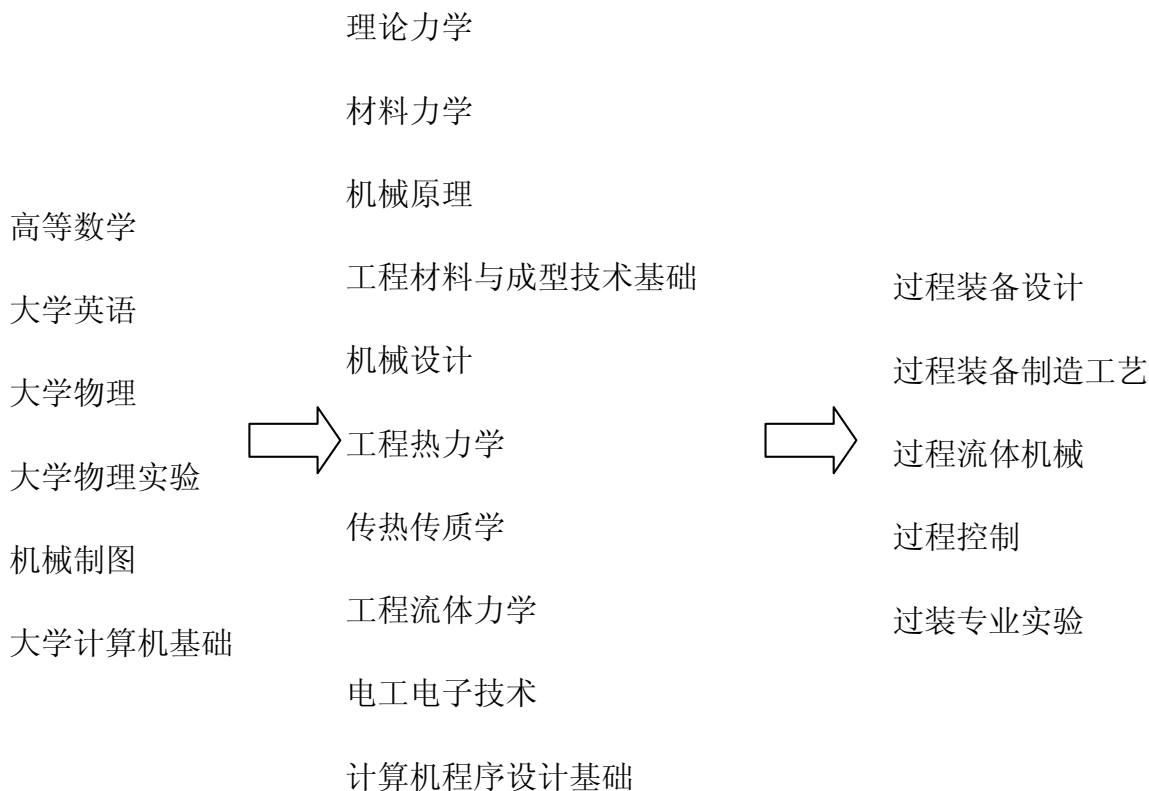 高等数学
大学英语
大学物理
大学物理实验
机械制图
大学计算机基础
理论力学
材料力学
机械原理
工程材料与成型技术基础
机械设计
工程热力学
传热传质学
工程流体力学
电工电子技术
计算机程序设计基础
过程装备设计
过程装备制造工艺
过程流体机械
过程控制
过装专业实验